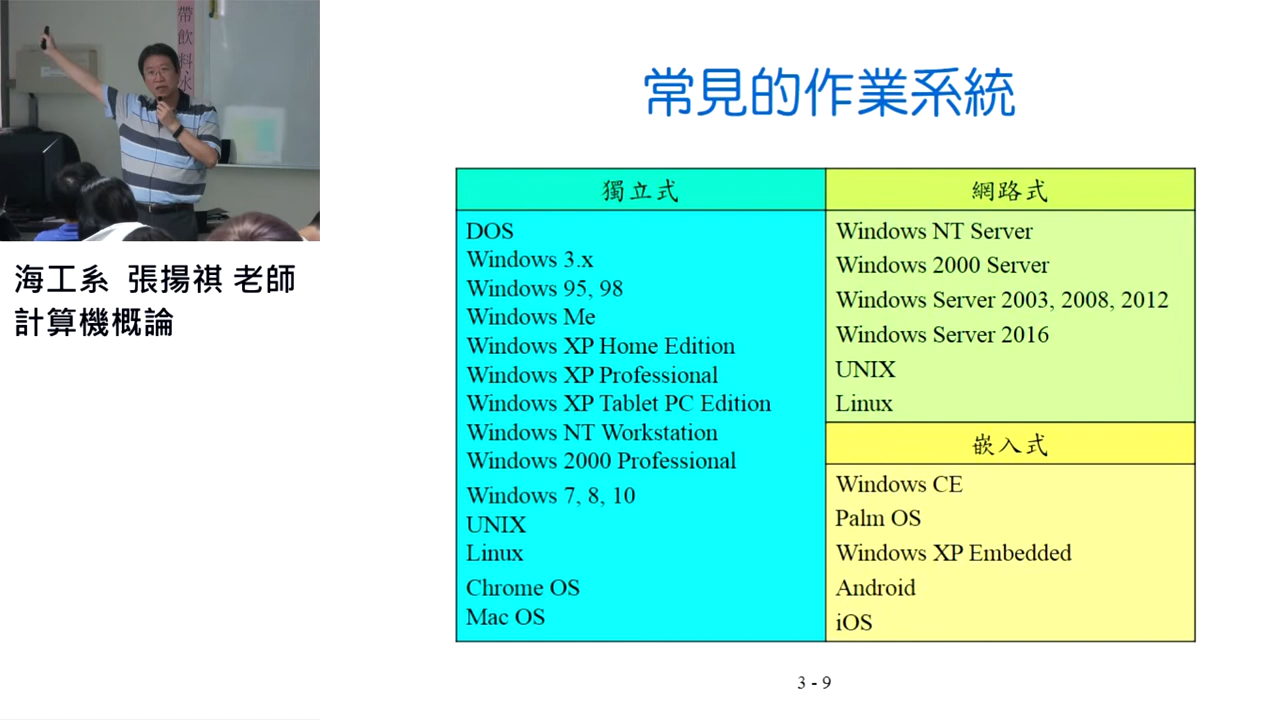 帶飲料、水
海工系 張揚祺 老師
計算機概論
常見的作業系統
獨立式
DOS
Windows 3.x
Windows 95, 98
Windows Me
Windows XP Home Edition
Windows XP Professional
Windows XP Tablet PC Edition
Windows NT Workstation
Windows 2000 Professional
Windows 7, 8, 10
UNIX
Linux
Chrome OS
Mac OS
網路式
Windows NT Server
Windows 2000 Server
Windows Server 2003, 2008, 2012
Windows Server 2016
UNIX
Linux
嵌入式
Windows CE
Palm OS
Windows XP Embedded
Android
iOS
3 - 9